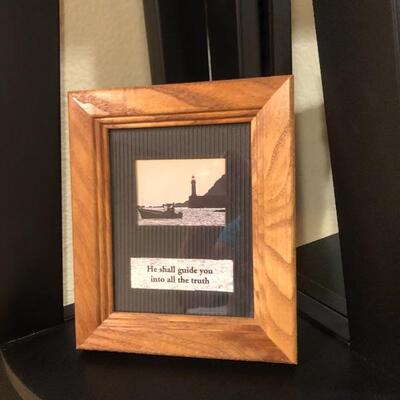 He shall guide you
into all the truth